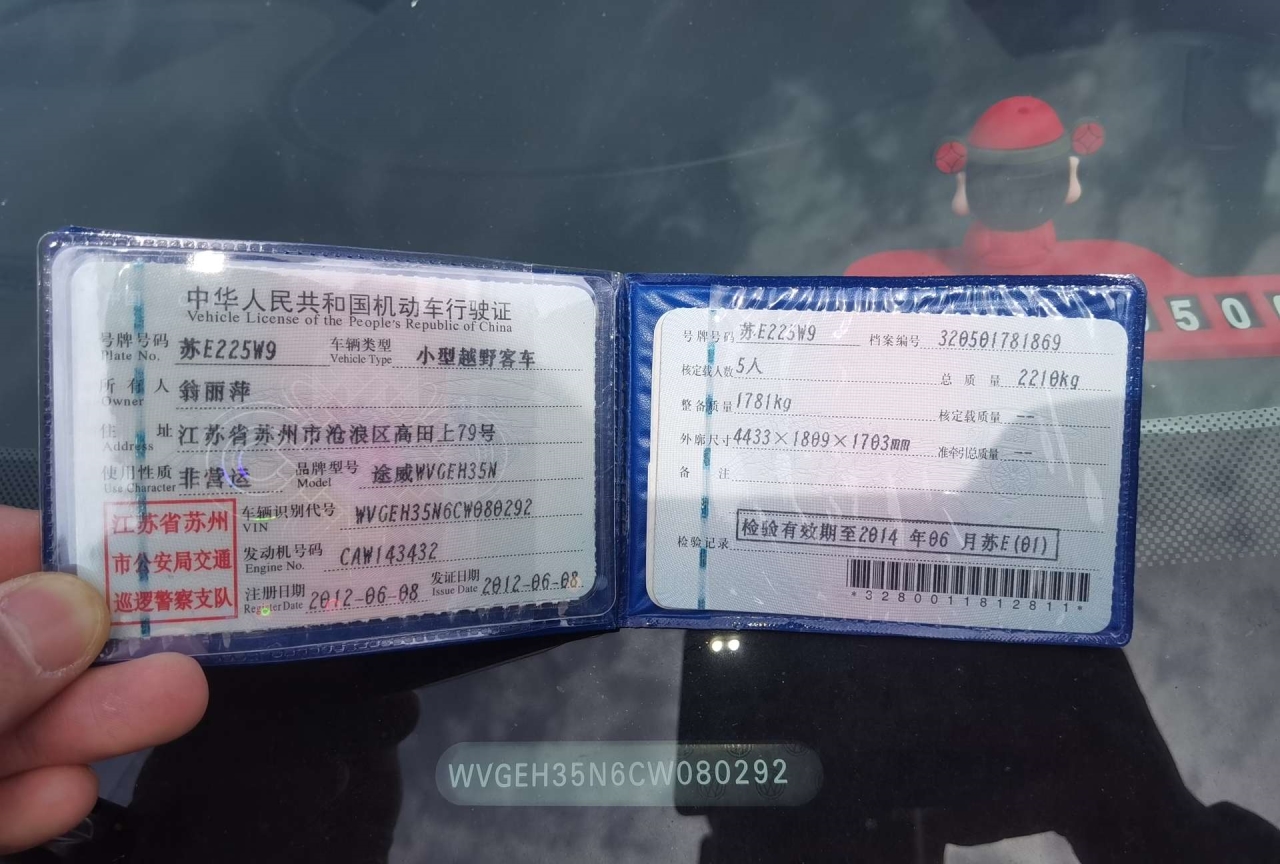 中华人民共和国机动车行驶证
Vehicle License of the People's Republic of China
号牌号码 苏E225W9 车辆类型 小型越野客车
Plate No. Vehicle Type
所有人 翁丽萍
Owner
住址 江苏省苏州市沧浪区高田上79号
Address
使用性质 非营运 品牌型号 途威WVGEH35N
Use Character Model
江苏省苏州
市公安局交通
巡逻警察支队
车辆识别代号 WVGEH35N6CW080292
VIN
发动机号码 CAW143432
Engine No.
注册日期 2012-06-08 发证日期 2012-06-08
Register Date Issue Date
号牌号码 苏E225W9 档案编号 320501781869
核定载人数 5人 总质量 2210kg
整备质量 1781kg 核定载质量 --
外廓尺寸 4433×1809×1703mm 准牵引总质量 --
备注
检验记录 检验有效期至2014年06月苏E(01)
*3280011812811*
500
WVGEH35N6CW080292